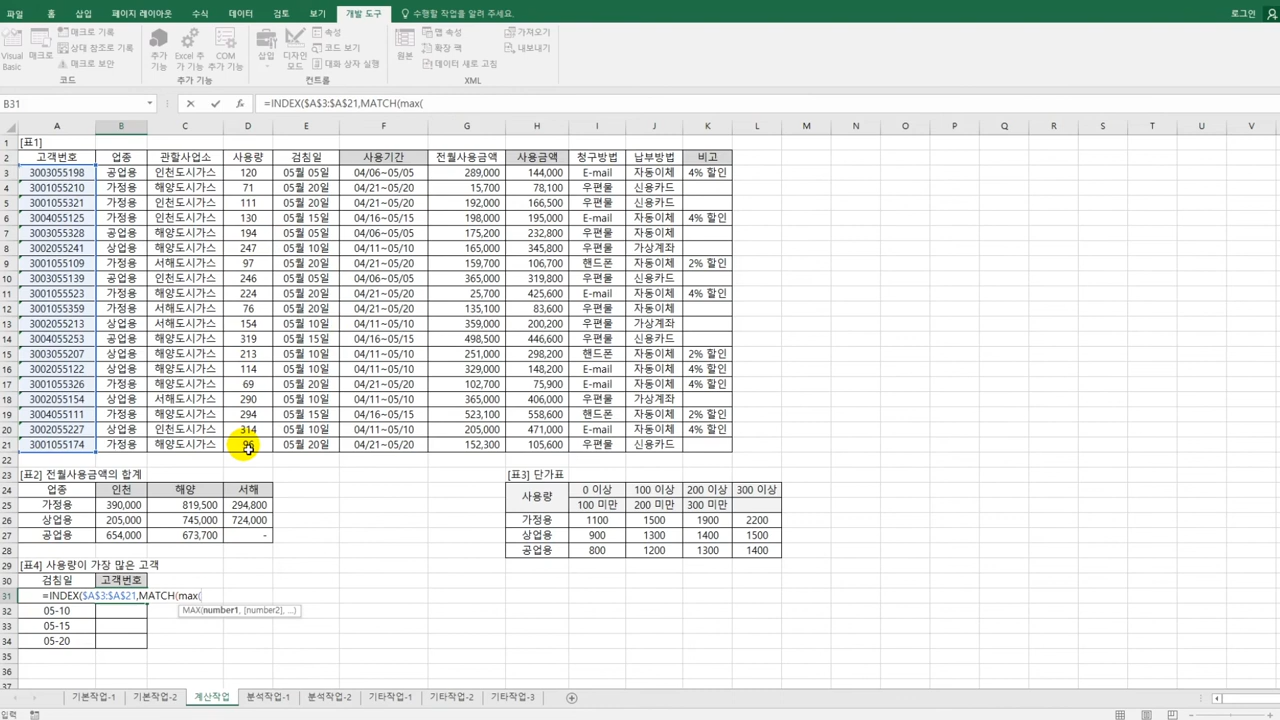 파일 홈 삽입 페이지 레이아웃 수식 데이터 검토 보기 개발 도구 수행할 작업을 알려 주세요. 로그인
Visual Basic 매크로 매크로 기록 상대 참조로 기록 매크로 보안 추가 기능 Excel 추가 기능 COM 추가 기능 삽입 디자인 모드 속성 코드 보기 대화 상자 실행 원본 맵 속성 확장 팩 데이터 새로 고침 가져오기 내보내기
코드 추가 기능 컨트롤 XML
B31 fx =INDEX($A$3:$A$21,MATCH(max(
A B C D E F G H I J K L M N O P Q R S T U V
1 [표1]
2 고객번호 업종 관할사업소 사용량 검침일 사용기간 전월사용금액 사용금액 청구방법 납부방법 비고
3 3003055198 공업용 인천도시가스 120 05월 05일 04/06~05/05 289,000 144,000 E-mail 자동이체 4% 할인
4 3001055210 가정용 해양도시가스 71 05월 20일 04/21~05/20 15,700 78,100 우편물 신용카드
5 3001055321 가정용 인천도시가스 111 05월 20일 04/21~05/20 192,000 166,500 우편물 신용카드
6 3004055125 상업용 인천도시가스 130 05월 15일 04/16~05/15 198,000 195,000 E-mail 자동이체 4% 할인
7 3003055328 공업용 해양도시가스 194 05월 05일 04/06~05/05 175,200 232,800 우편물 자동이체
8 3002055241 상업용 해양도시가스 247 05월 10일 04/11~05/10 165,000 345,800 우편물 가상계좌
9 3001055109 가정용 서해도시가스 97 05월 20일 04/21~05/20 159,700 106,700 핸드폰 자동이체 2% 할인
10 3003055139 공업용 인천도시가스 246 05월 05일 04/06~05/05 365,000 319,800 우편물 신용카드
11 3001055523 가정용 해양도시가스 224 05월 20일 04/21~05/20 25,700 425,600 E-mail 자동이체 4% 할인
12 3001055359 가정용 서해도시가스 76 05월 20일 04/21~05/20 135,100 83,600 우편물 신용카드
13 3002055213 상업용 서해도시가스 154 05월 10일 04/11~05/10 359,000 200,200 우편물 가상계좌
14 3004055253 공업용 해양도시가스 319 05월 15일 04/16~05/15 498,500 446,600 우편물 신용카드
15 3003055207 상업용 해양도시가스 213 05월 10일 04/11~05/10 251,000 298,200 핸드폰 자동이체 2% 할인
16 3002055122 상업용 해양도시가스 114 05월 10일 04/11~05/10 329,000 148,200 E-mail 자동이체 4% 할인
17 3001055326 가정용 해양도시가스 69 05월 20일 04/21~05/20 102,700 75,900 E-mail 자동이체 4% 할인
18 3002055154 상업용 서해도시가스 290 05월 10일 04/11~05/10 365,000 406,000 우편물 가상계좌
19 3004055111 가정용 해양도시가스 294 05월 15일 04/16~05/15 523,100 558,600 핸드폰 자동이체 2% 할인
20 3002055227 상업용 인천도시가스 314 05월 10일 04/11~05/10 205,000 471,000 우편물 자동이체
21 3001055174 가정용 해양도시가스 96 05월 20일 04/21~05/20 152,300 105,600 우편물 신용카드
22
23 [표2] 전월사용금액의 합계 [표3] 단가표
24 업종 인천 해양 서해 사용량 0 이상 100 이상 200 이상 300 이상
25 가정용 390,000 819,500 294,800 100 미만 200 미만 300 미만
26 상업용 205,000 745,000 724,000 가정용 1100 1500 1900 2200
27 공업용 654,000 673,700 - 상업용 900 1300 1400 1500
28 공업용 800 1200 1300 1400
29 [표4] 사용량이 가장 많은 고객
30 검침일 고객번호
31 =INDEX($A$3:$A$21,MATCH(max(
32 05-10 MAX(number1, [number2], ...)
33 05-15
34 05-20
35
36
37
기본작업-1 기본작업-2 계산작업 분석작업-1 분석작업-2 기타작업-1 기타작업-2 기타작업-3
입력